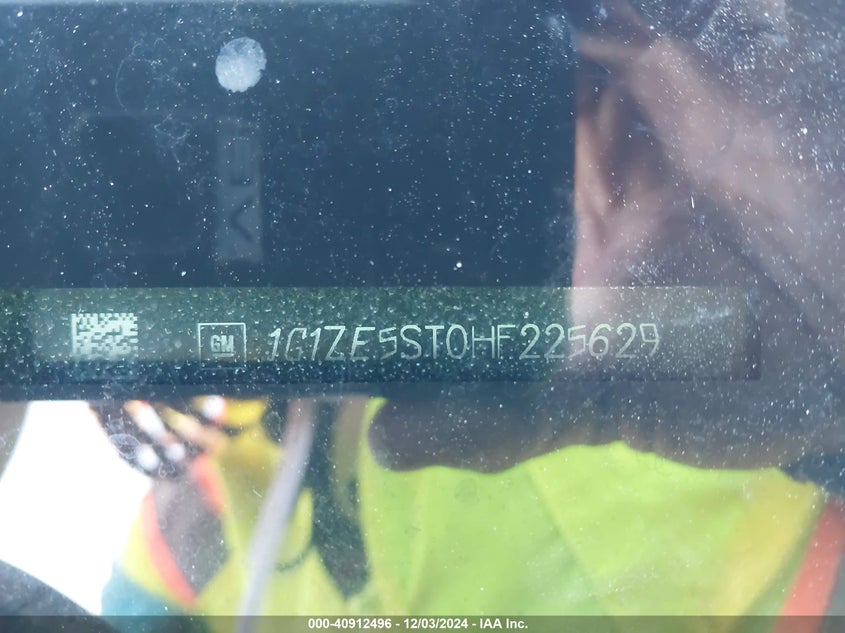 GM 1G1ZE5ST0HF225629
000-40912496 - 12/03/2024 - IAA Inc.